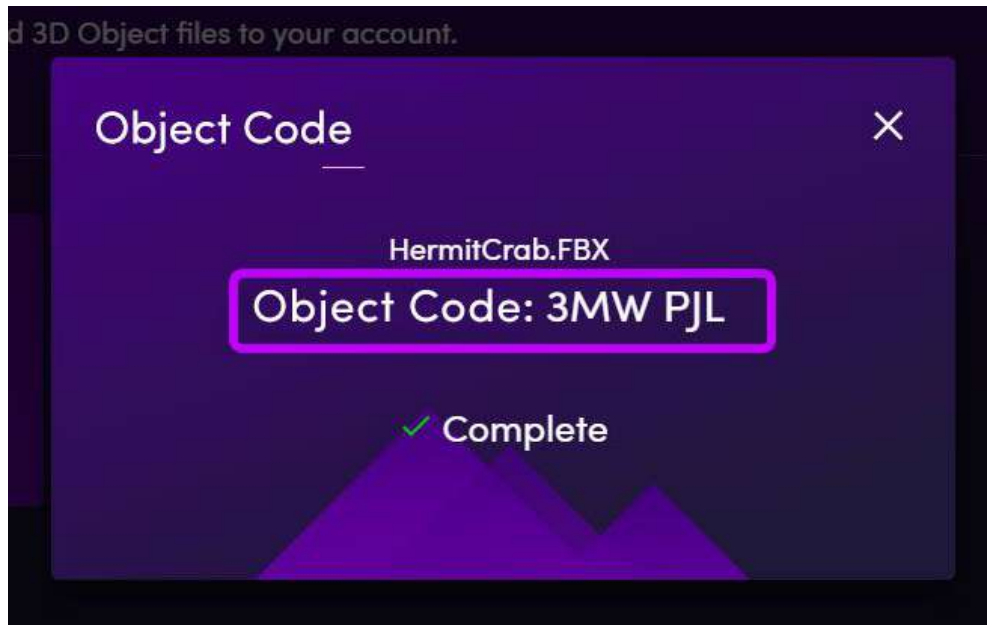 d 3D Object files to your account.
Object Code
HermitCrab.FBX
Object Code: 3MW PJL
Complete